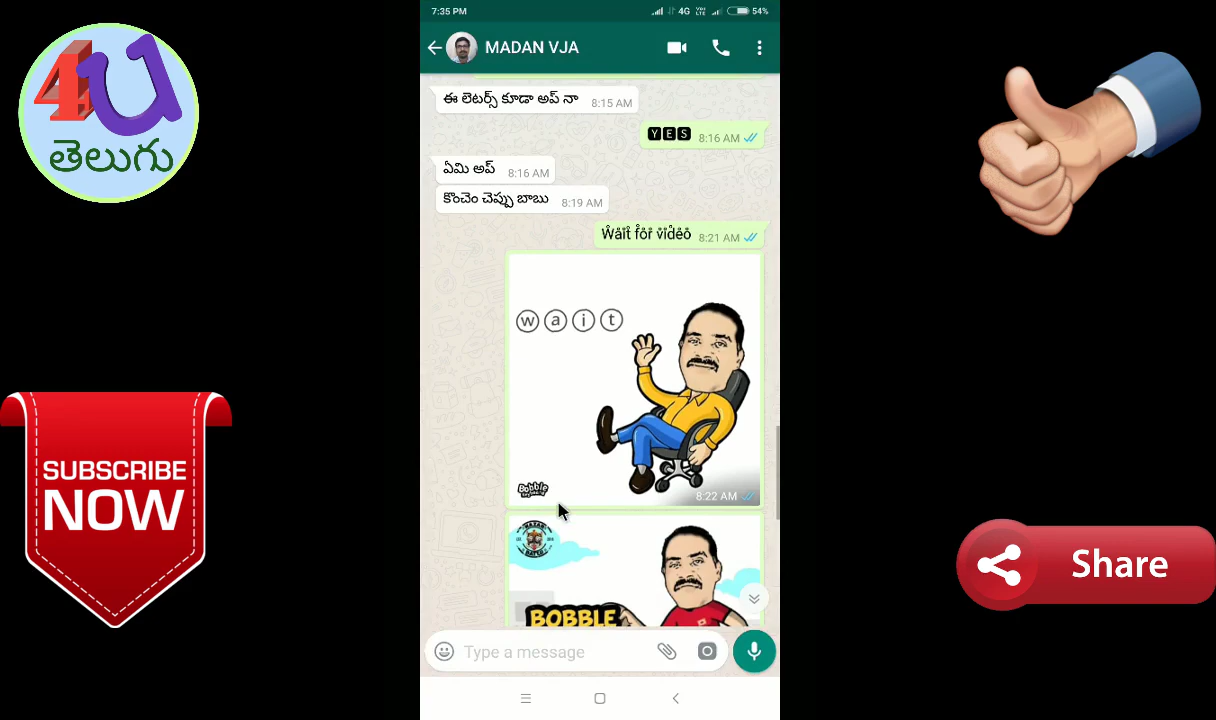 4U
తెలుగు
SUBSCRIBE
NOW
7:35 PM
4G
VoLTE
54%
MADAN VJA
ఈ లెటర్స్ కూడా అప్ నా
8:15 AM
🆈🅴🆂
8:16 AM
ఏమి అప్
8:16 AM
కొంచెం చెప్పు బాబు
8:19 AM
Wait for video
8:21 AM
ⓦ ⓐ ⓘ ⓣ
Bobble
8:22 AM
BOBBLE
Type a message
Share